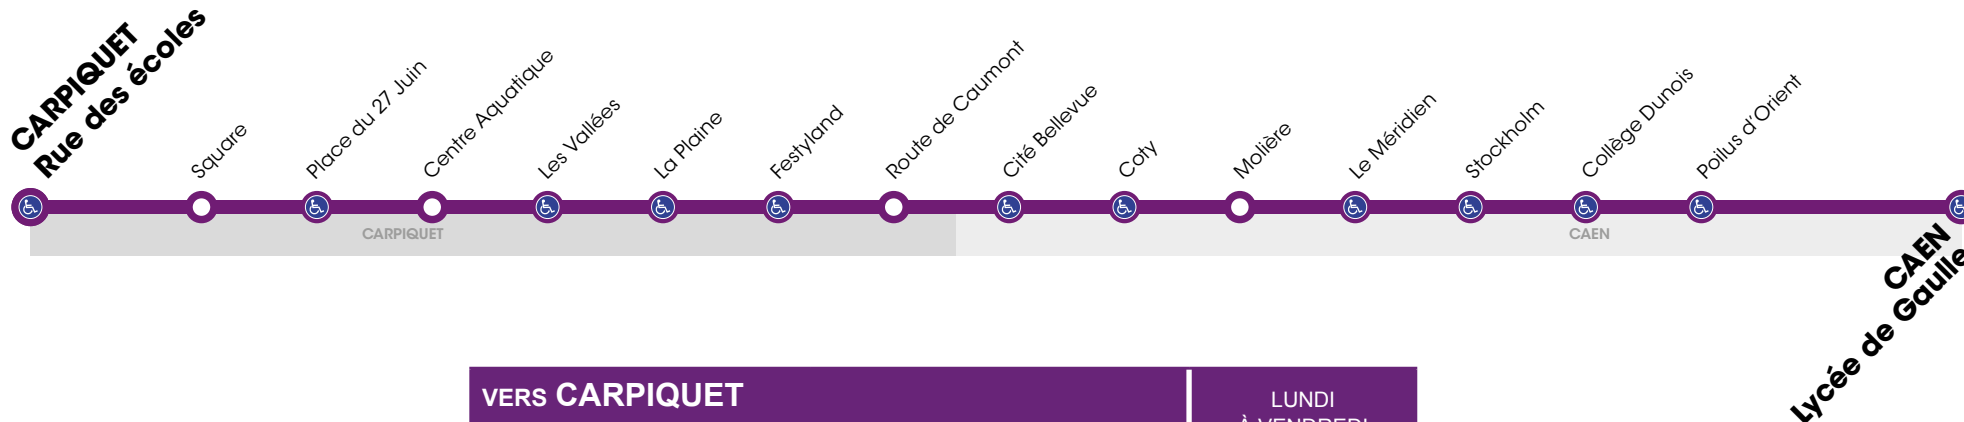 CARPIQUET
Rue des écoles
Square
Place du 27 Juin
Centre Aquatique
Les Vallées
La Plaine
Festyland
Route de Caumont
Cité Bellevue
Coty
Molière
Le Méridien
Stockholm
Collège Dunois
Poilus d'Orient
CARPIQUET
CAEN
CAEN
Lycée de Gaulle
VERS CARPIQUET
LUNDI
À VENDREDI